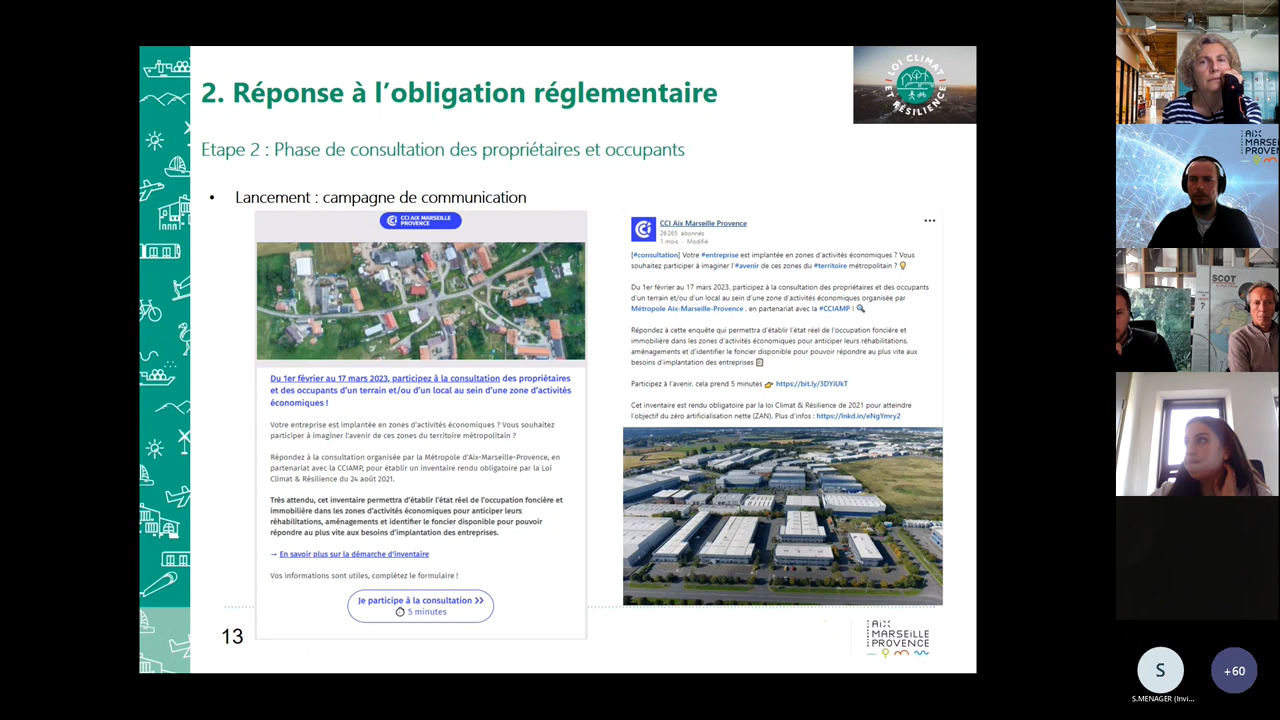 2. Réponse à l’obligation réglementaire
LOI CLIMAT
ET RÉSILIENCE
Etape 2 : Phase de consultation des propriétaires et occupants
• Lancement : campagne de communication
CCI AIX MARSEILLE
PROVENCE
Du 1er février au 17 mars 2023, participez à la consultation des propriétaires
et des occupants d'un terrain et/ou d'un local au sein d'une zone d'activités
économiques !
Votre entreprise est implantée en zones d'activités économiques ? Vous souhaitez
participer à imaginer l'avenir de ces zones du territoire métropolitain ?
Répondez à la consultation organisée par la Métropole d'Aix-Marseille-Provence, en
partenariat avec la CCIAMP, pour établir un inventaire rendu obligatoire par la Loi
Climat & Résilience du 24 août 2021.
Très attendu, cet inventaire permettra d'établir l'état réel de l'occupation foncière et
immobilière dans les zones d'activités économiques pour anticiper leurs
réhabilitations, aménagements et identifier le foncier disponible pour pouvoir
répondre au plus vite aux besoins d'implantation des entreprises.
→ En savoir plus sur la démarche d'inventaire
Vos informations sont utiles, complétez le formulaire !
Je participe à la consultation >>
5 minutes
CCI Aix Marseille Provence
26 265 abonnés
1 mois · Modifié
[#consultation] Votre #entreprise est implantée en zones d'activités économiques ? Vous
souhaitez participer à imaginer l'#avenir de ces zones du #territoire métropolitain ? 💡
Du 1er février au 17 mars 2023, participez à la consultation des propriétaires et des occupants
d'un terrain et/ou d'un local au sein d'une zone d'activités économiques organisée par
Métropole Aix-Marseille-Provence , en partenariat avec la #CCIAMP ! 🔍
Répondez à cette enquête qui permettra d'établir l'état réel de l'occupation foncière et
immobilière dans les zones d'activités économiques pour anticiper leurs réhabilitations,
aménagements et d'identifier le foncier disponible pour pouvoir répondre au plus vite aux
besoins d'implantation des entreprises 📋
Participez à l'avenir, cela prend 5 minutes 👉 https://bit.ly/3DYiUkT
Cet inventaire est rendu obligatoire par la loi Climat & Résilience de 2021 pour atteindre
l'objectif du zéro artificialisation nette (ZAN). Plus d'infos : https://lnkd.in/eNgYmry2
13
AIX
MARSEILLE
PROVENCE
AIX
MARSEILLE
PROVENCE
SCOT
S
+60
S.MENAGER (Invi...